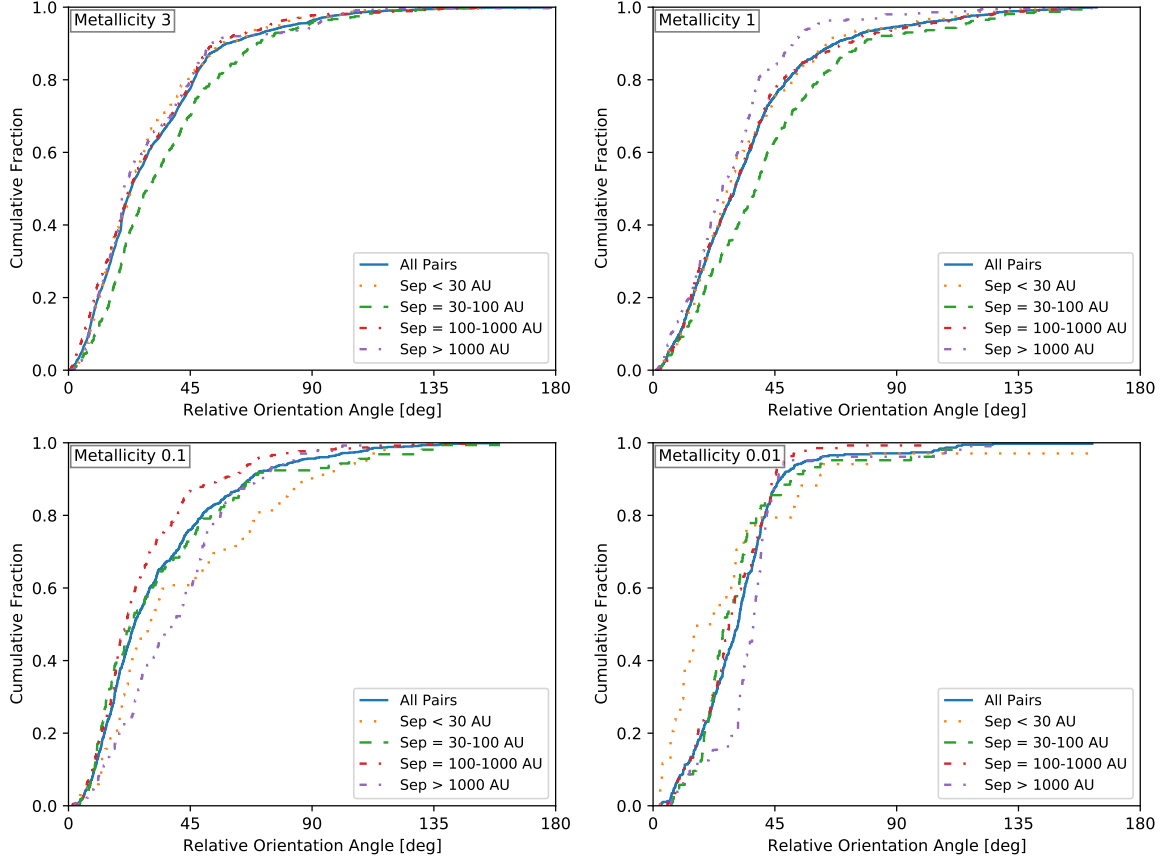 Metallicity 3
1.0
0.8
0.6
0.4
0.2
0.0
Cumulative Fraction
All Pairs
Sep < 30 AU
Sep = 30-100 AU
Sep = 100-1000 AU
Sep > 1000 AU
0 45 90 135 180
Relative Orientation Angle [deg]
Metallicity 1
1.0
0.8
0.6
0.4
0.2
0.0
Cumulative Fraction
All Pairs
Sep < 30 AU
Sep = 30-100 AU
Sep = 100-1000 AU
Sep > 1000 AU
0 45 90 135 180
Relative Orientation Angle [deg]
Metallicity 0.1
1.0
0.8
0.6
0.4
0.2
0.0
Cumulative Fraction
All Pairs
Sep < 30 AU
Sep = 30-100 AU
Sep = 100-1000 AU
Sep > 1000 AU
0 45 90 135 180
Relative Orientation Angle [deg]
Metallicity 0.01
1.0
0.8
0.6
0.4
0.2
0.0
Cumulative Fraction
All Pairs
Sep < 30 AU
Sep = 30-100 AU
Sep = 100-1000 AU
Sep > 1000 AU
0 45 90 135 180
Relative Orientation Angle [deg]